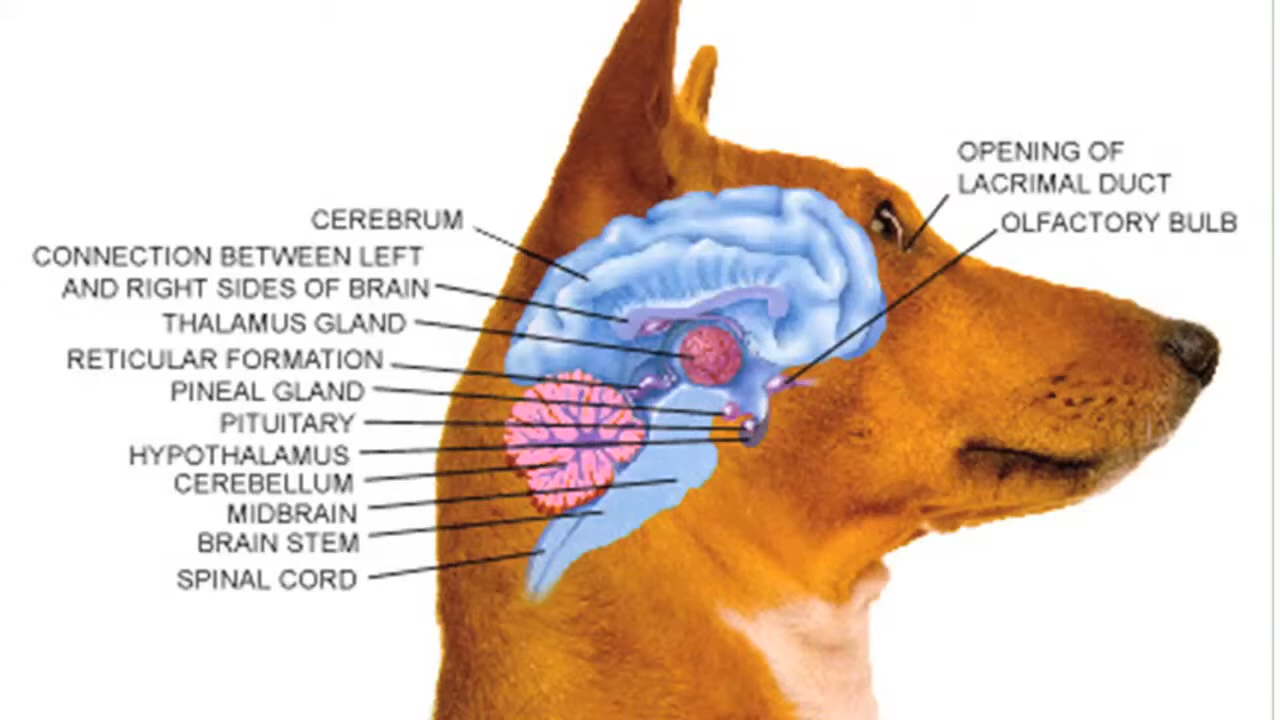 OPENING OF
LACRIMAL DUCT
OLFACTORY BULB
CEREBRUM
CONNECTION BETWEEN LEFT
AND RIGHT SIDES OF BRAIN
THALAMUS GLAND
RETICULAR FORMATION
PINEAL GLAND
PITUITARY
HYPOTHALAMUS
CEREBELLUM
MIDBRAIN
BRAIN STEM
SPINAL CORD